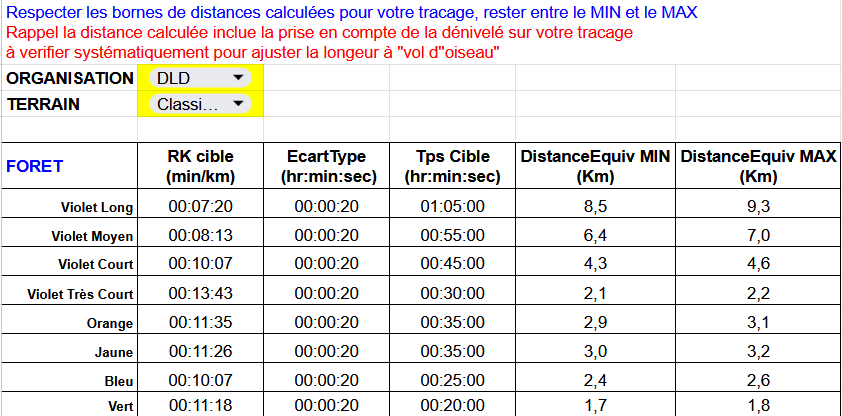 Respecter les bornes de distances calculées pour votre tracage, rester entre le MIN et le MAX
Rappel la distance calculée inclue la prise en compte de la dénivelé sur votre tracage
à verifier systématiquement pour ajuster la longeur à "vol d"oiseau"
ORGANISATION DLD
TERRAIN Classi...
FORET RK cible (min/km) EcartType (hr:min:sec) Tps Cible (hr:min:sec) DistanceEquiv MIN (Km) DistanceEquiv MAX (Km)
Violet Long 00:07:20 00:00:20 01:05:00 8,5 9,3
Violet Moyen 00:08:13 00:00:20 00:55:00 6,4 7,0
Violet Court 00:10:07 00:00:20 00:45:00 4,3 4,6
Violet Très Court 00:13:43 00:00:20 00:30:00 2,1 2,2
Orange 00:11:35 00:00:20 00:35:00 2,9 3,1
Jaune 00:11:26 00:00:20 00:35:00 3,0 3,2
Bleu 00:10:07 00:00:20 00:25:00 2,4 2,6
Vert 00:11:18 00:00:20 00:20:00 1,7 1,8